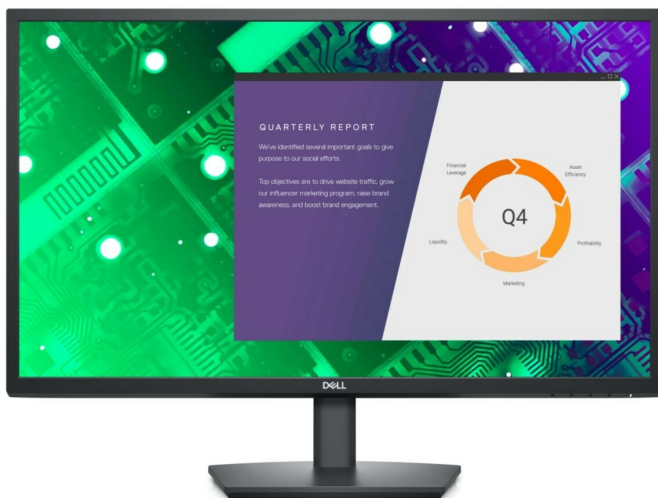 QUARTERLY REPORT
We've identified several important goals to give
purpose to our social efforts.
Top objectives are to drive website traffic, grow
our influencer marketing program, raise brand
awareness, and boost brand engagement.
Financial
Leverage
Asset
Efficiency
Q4
Liquidity
Profitability
Marketing
DELL